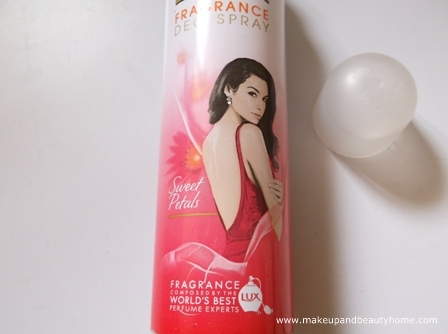 FRAGRANCE
DEO SPRAY
Sweet
Petals
FRAGRANCE
COMPOSED BY THE
WORLD'S BEST
PERFUME EXPERTS
LUX
www.makeupandbeautyhome.com